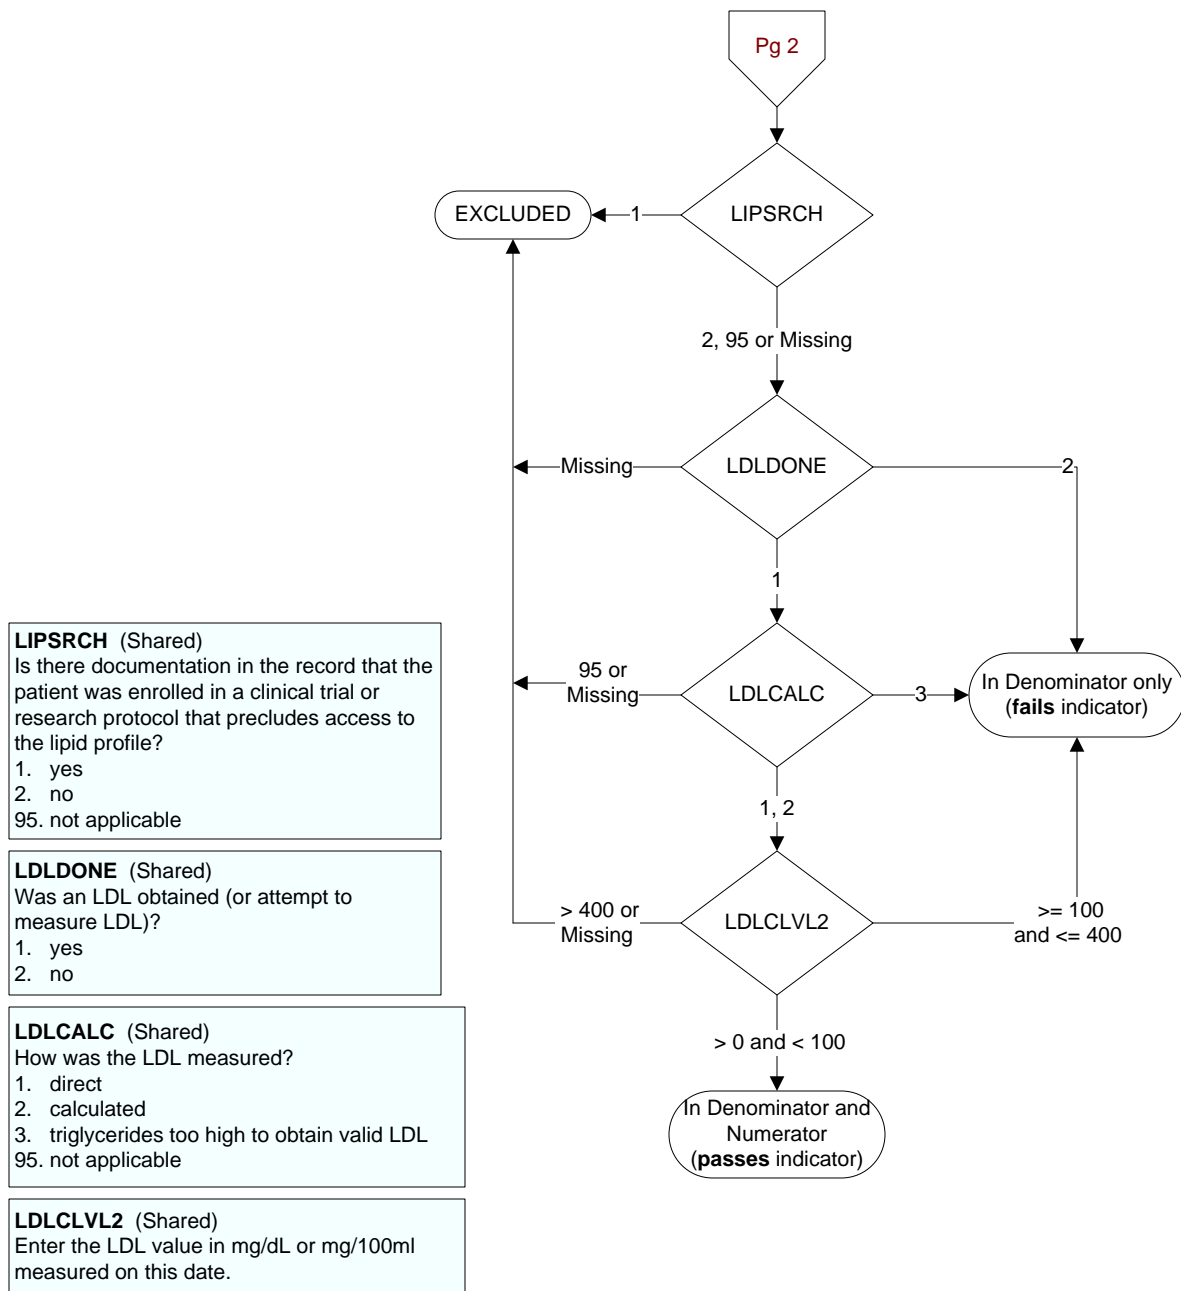 Pg 2
LIPSRCH
EXCLUDED
1
2, 95 or Missing
LDLDONE
Missing
2
1
LDLCALC
95 or
Missing
3
In Denominator only
(fails indicator)
1, 2
LDLCLVL2
> 400 or
Missing
>= 100
and <= 400
> 0 and < 100
In Denominator and
Numerator
(passes indicator)
LIPSRCH (Shared)
Is there documentation in the record that the
patient was enrolled in a clinical trial or
research protocol that precludes access to
the lipid profile?
1. yes
2. no
95. not applicable
LDLDONE (Shared)
Was an LDL obtained (or attempt to
measure LDL)?
1. yes
2. no
LDLCALC (Shared)
How was the LDL measured?
1. direct
2. calculated
3. triglycerides too high to obtain valid LDL
95. not applicable
LDLCLVL2 (Shared)
Enter the LDL value in mg/dL or mg/100ml
measured on this date.